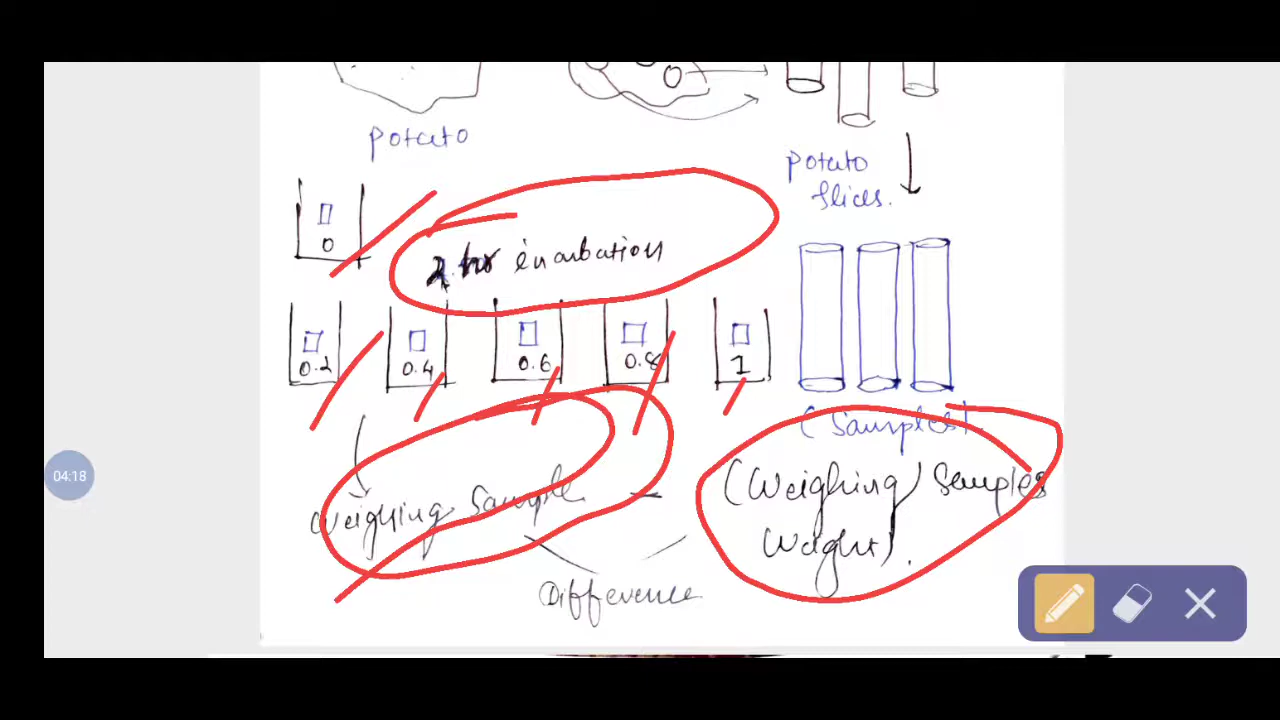 Potato
Potato
Slices.
0
2 hr incubation
0.2
0.4
0.6
0.8
1
(Samples).
(Weighing) Samples
Weight).
Weighing Sample
Difference
04:18